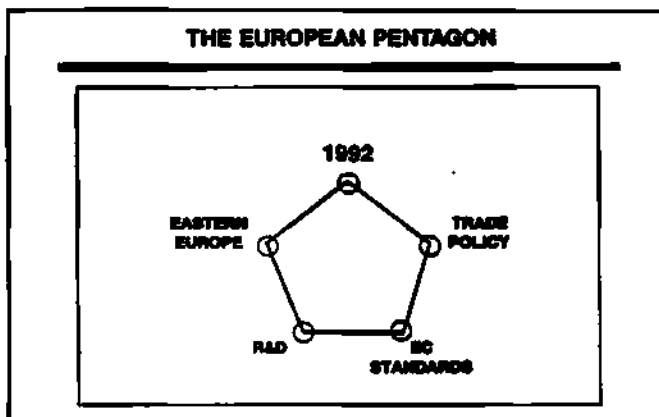 THE EUROPEAN PENTAGON
1992
EASTERN
EUROPE
TRADE
POLICY
R&D
EC
STANDARDS